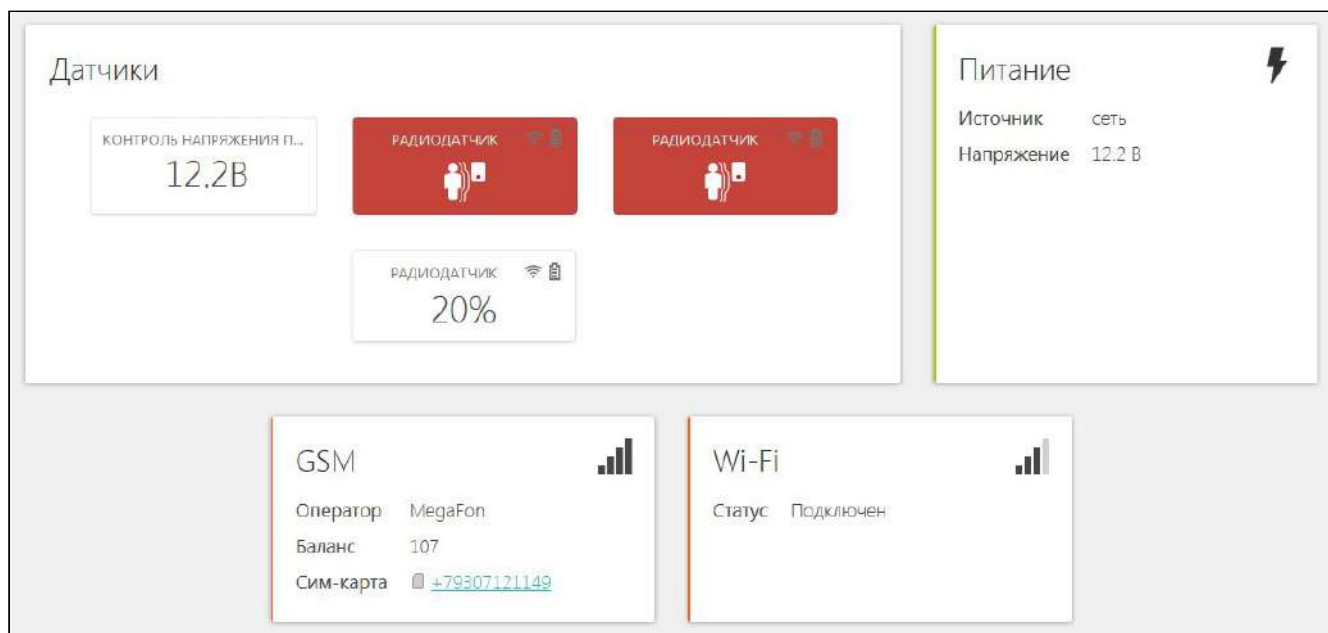 Датчики
КОНТРОЛЬ НАПРЯЖЕНИЯ П...
12,2В
РАДИОДАТЧИК
РАДИОДАТЧИК
РАДИОДАТЧИК
20%
Питание
Источник сеть
Напряжение 12.2 В
GSM
Оператор MegaFon
Баланс 107
Сим-карта +79307121149
Wi-Fi
Статус Подключен